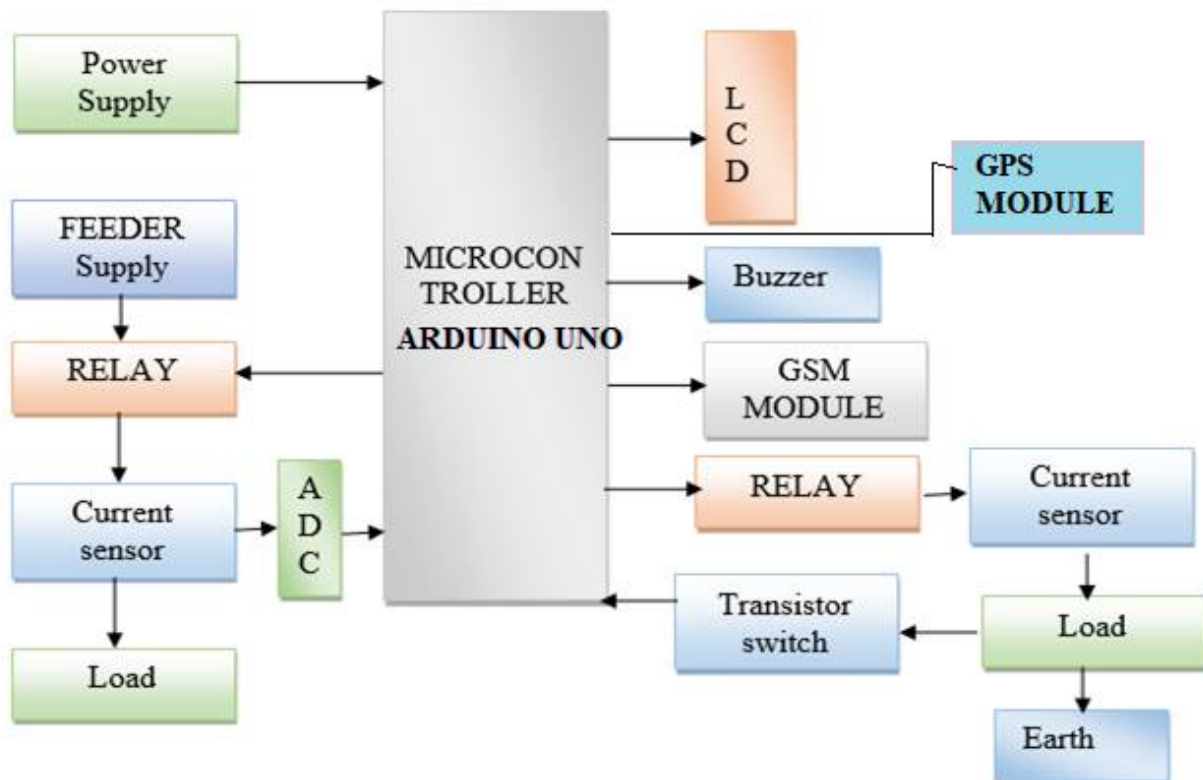 Power
Supply
FEEDER
Supply
RELAY
Current
sensor
Load
A
D
C
MICROCON
TROLLER
ARDUINO UNO
L
C
D
GPS
MODULE
Buzzer
GSM
MODULE
RELAY
Current
sensor
Transistor
switch
Load
Earth